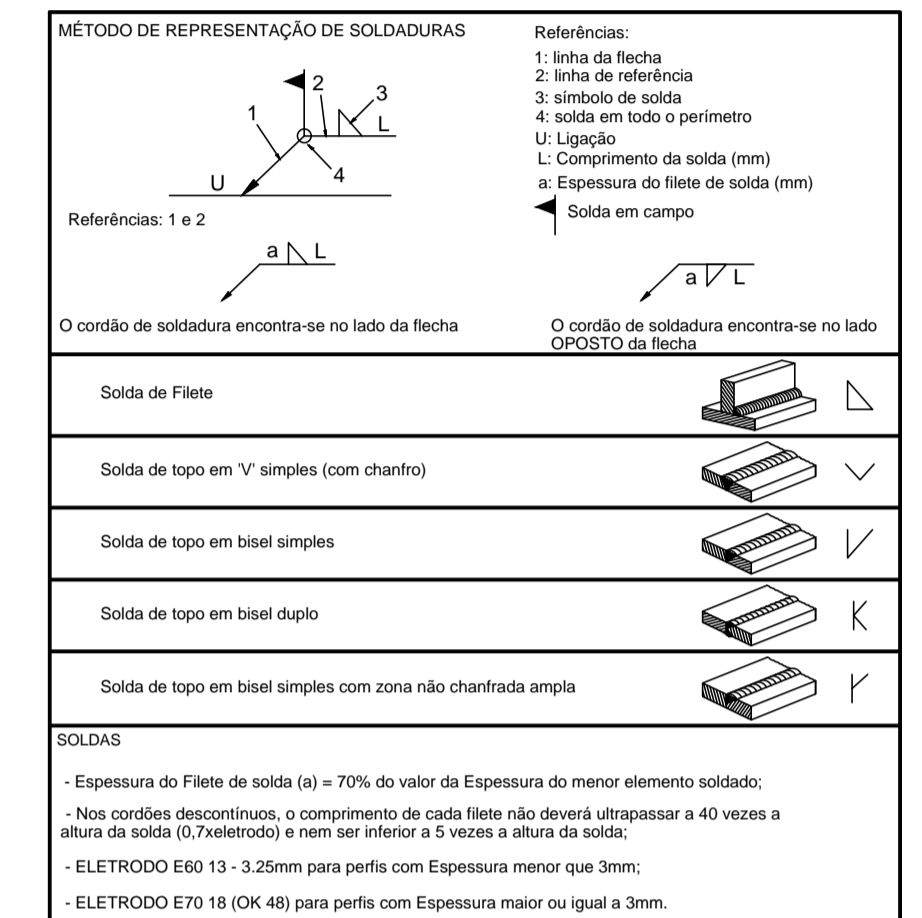 MÉTODO DE REPRESENTAÇÃO DE SOLDADURAS
2
3
1
L
4
U
Referências: 1 e 2
Referências:
1: linha da flecha
2: linha de referência
3: símbolo de solda
4: solda em todo o perímetro
U: Ligação
L: Comprimento da solda (mm)
a: Espessura do filete de solda (mm)
Solda em campo
a L
O cordão de soldadura encontra-se no lado da flecha
a L
O cordão de soldadura encontra-se no lado
OPOSTO da flecha
Solda de Filete
Solda de topo em 'V' simples (com chanfro)
Solda de topo em bisel simples
Solda de topo em bisel duplo
Solda de topo em bisel simples com zona não chanfrada ampla
SOLDAS
- Espessura do Filete de solda (a) = 70% do valor da Espessura do menor elemento soldado;
- Nos cordões descontínuos, o comprimento de cada filete não deverá ultrapassar a 40 vezes a
altura da solda (0,7xeletrodo) e nem ser inferior a 5 vezes a altura da solda;
- ELETRODO E60 13 - 3.25mm para perfis com Espessura menor que 3mm;
- ELETRODO E70 18 (OK 48) para perfis com Espessura maior ou igual a 3mm.